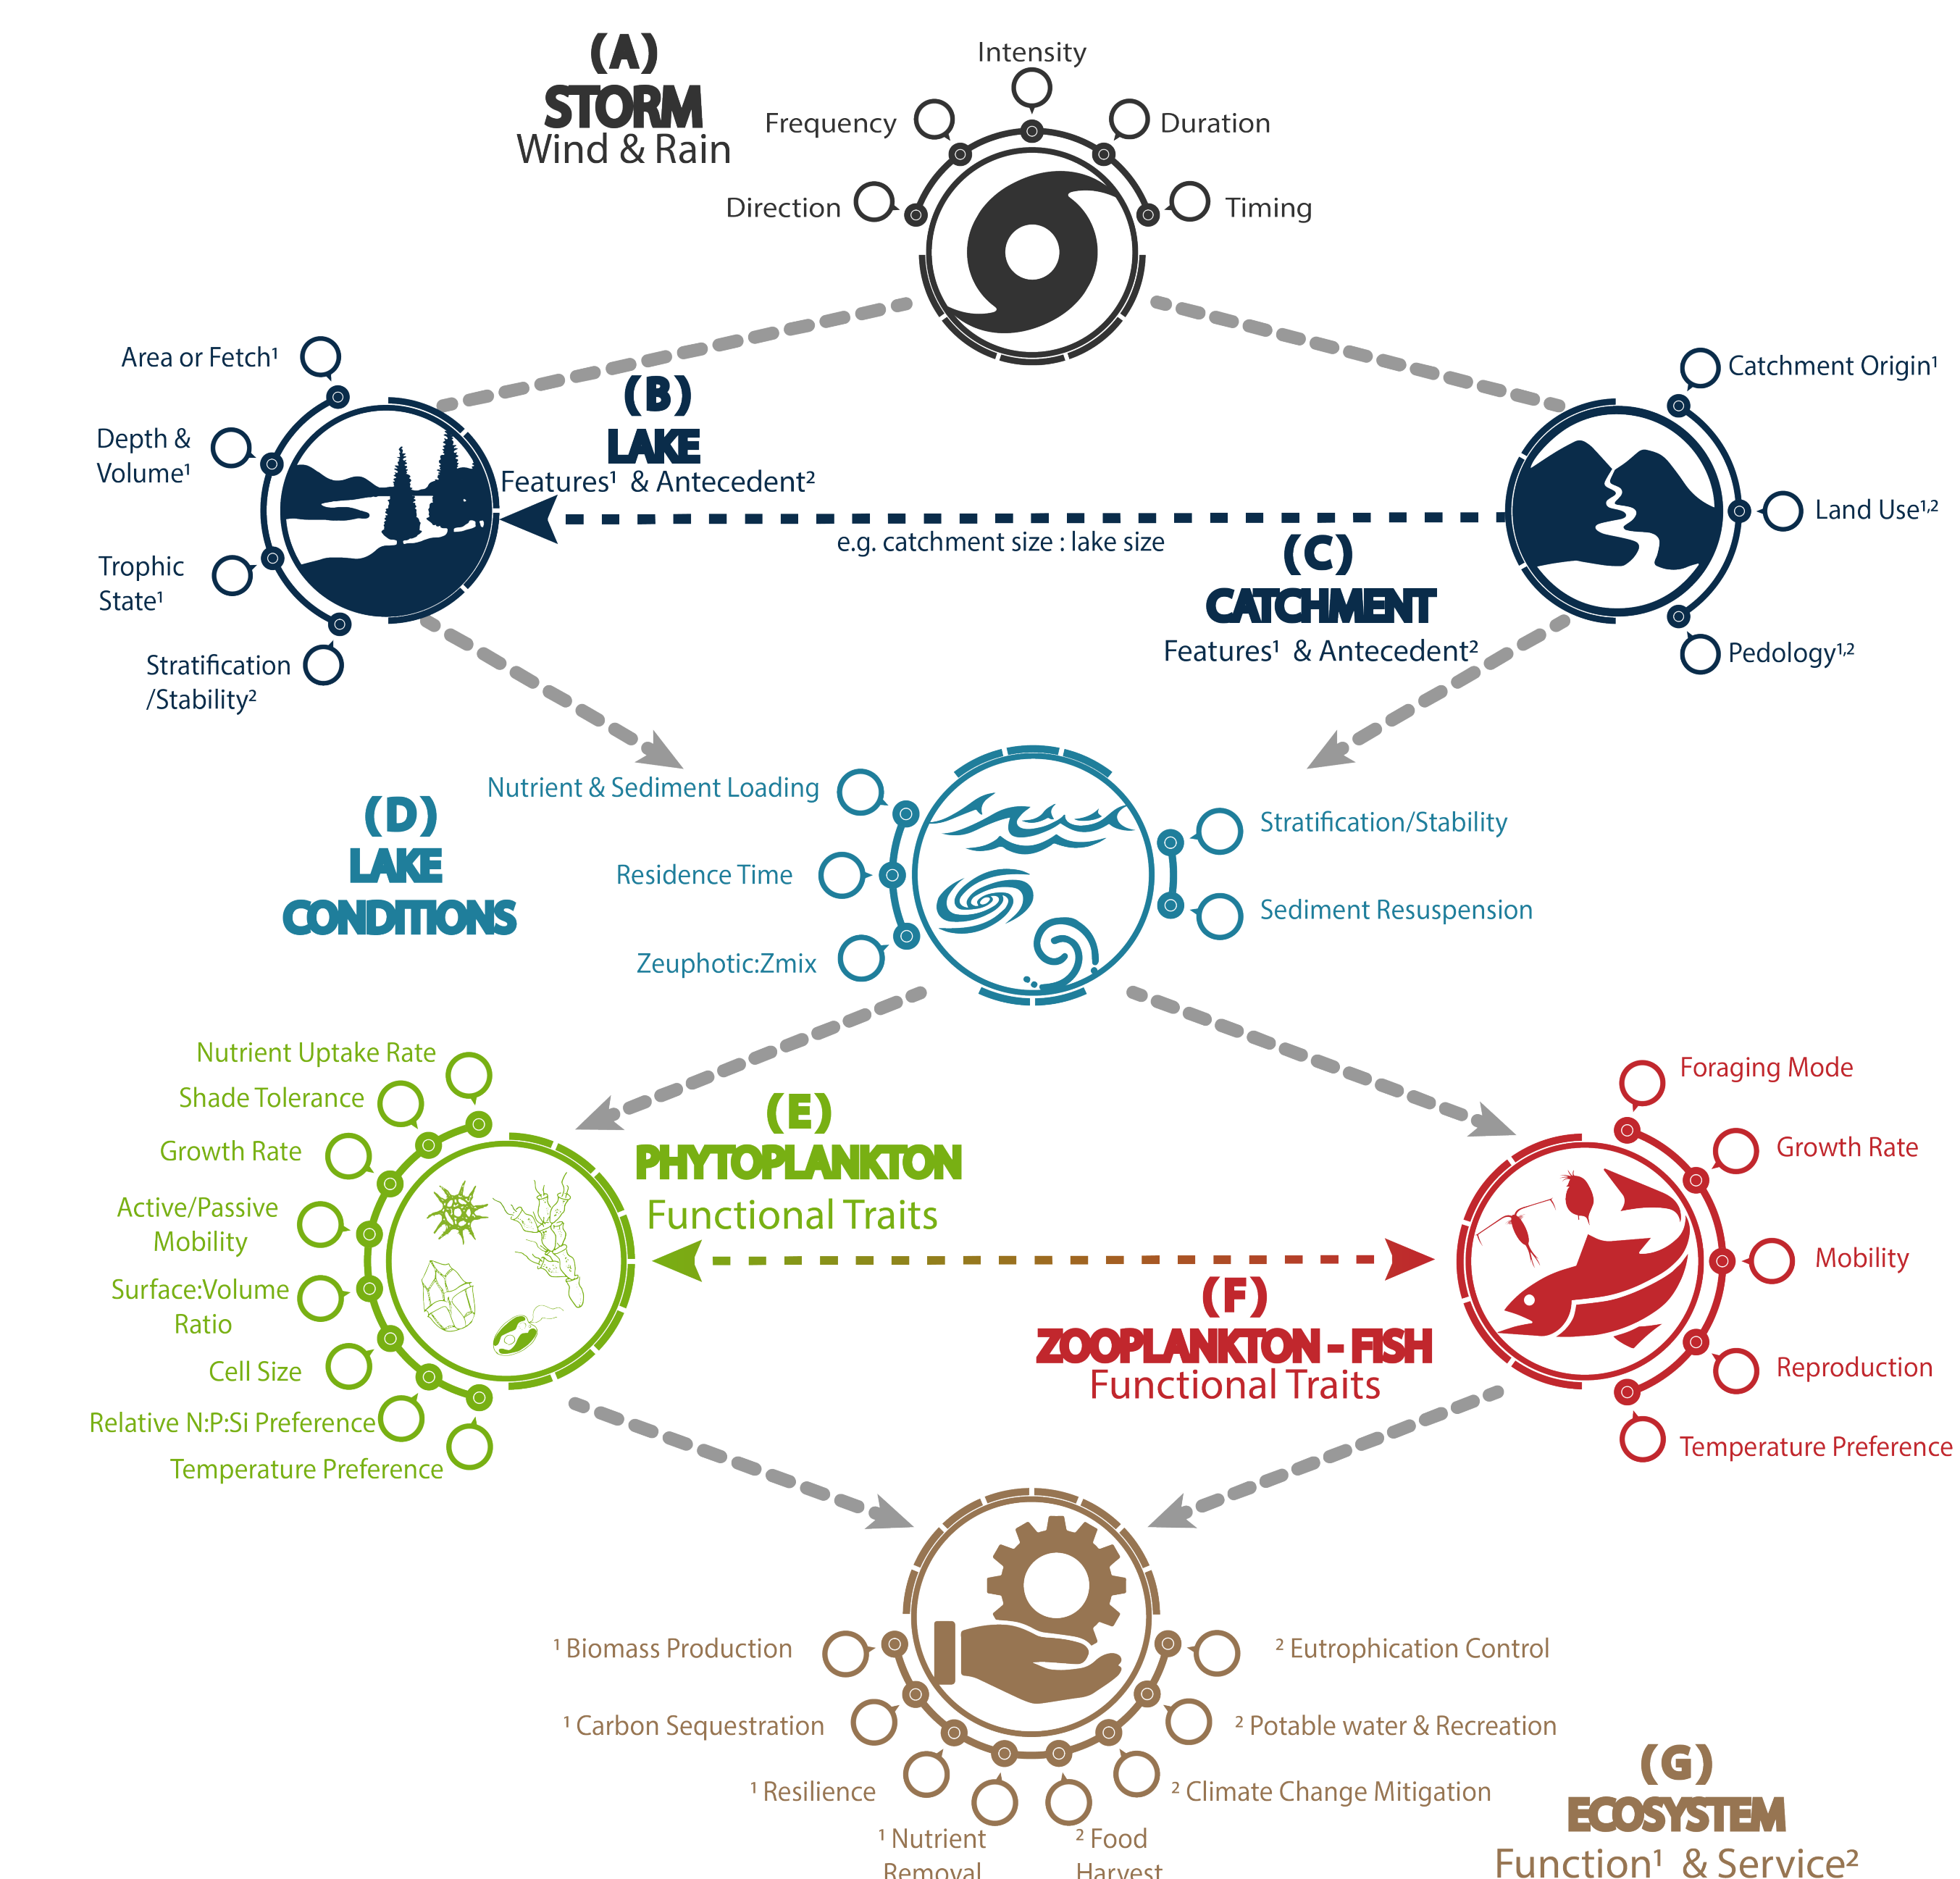 (A)
STORM
Wind & Rain
Intensity
Frequency
Duration
Direction
Timing
Area or Fetch¹
Depth &
Volume¹
Trophic
State¹
Stratification
/Stability²
(B)
LAKE
Features¹ & Antecedent²
e.g. catchment size : lake size
(C)
CATCHMENT
Features¹ & Antecedent²
Catchment Origin¹
Land Use¹,²
Pedology¹,²
(D)
LAKE
CONDITIONS
Nutrient & Sediment Loading
Residence Time
Zeuphotic:Zmix
Stratification/Stability
Sediment Resuspension
Nutrient Uptake Rate
Shade Tolerance
Growth Rate
Active/Passive
Mobility
Surface:Volume
Ratio
Cell Size
Relative N:P:Si Preference
Temperature Preference
(E)
PHYTOPLANKTON
Functional Traits
(F)
ZOOPLANKTON - FISH
Functional Traits
Foraging Mode
Growth Rate
Mobility
Reproduction
Temperature Preference
¹ Biomass Production
¹ Carbon Sequestration
¹ Resilience
¹ Nutrient
Removal
² Food
Harvest
² Climate Change Mitigation
² Potable water & Recreation
² Eutrophication Control
(G)
ECOSYSTEM
Function¹ & Service²